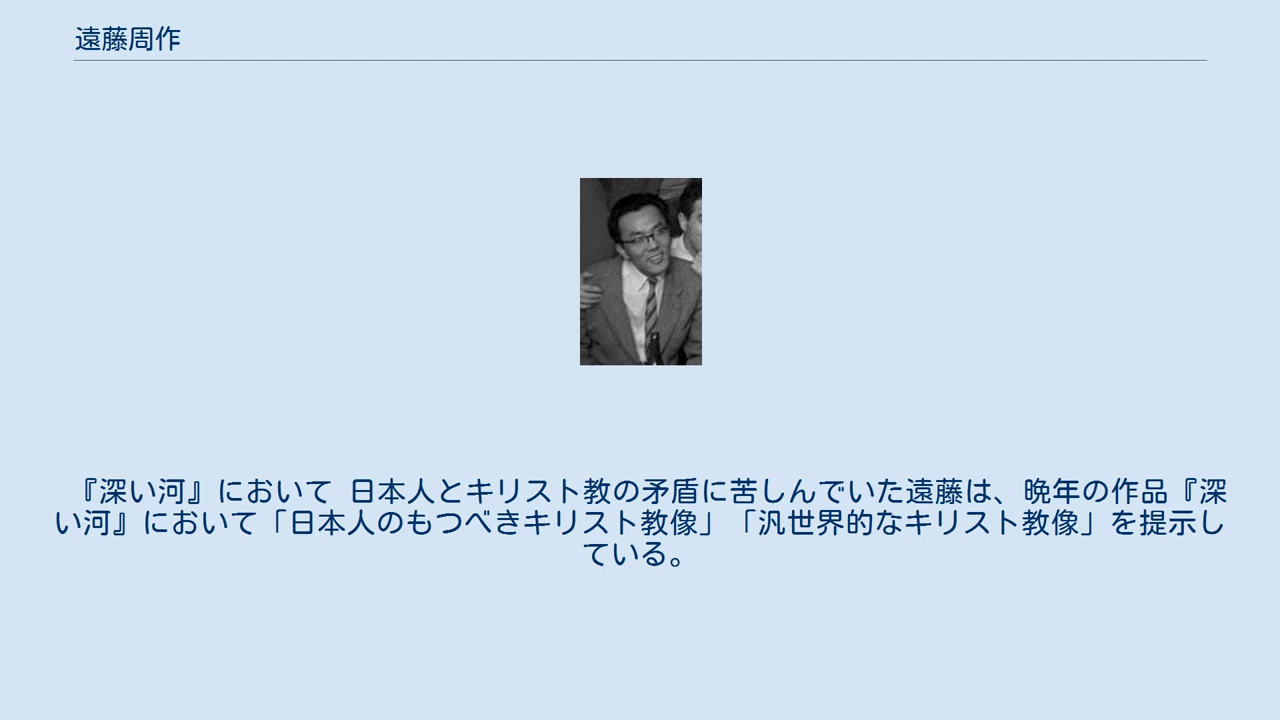 遠藤周作
『深い河』において 日本人とキリスト教の矛盾に苦しんでいた遠藤は、晩年の作品『深
い河』において「日本人のもつべきキリスト教像」「汎世界的なキリスト教像」を提示し
ている。